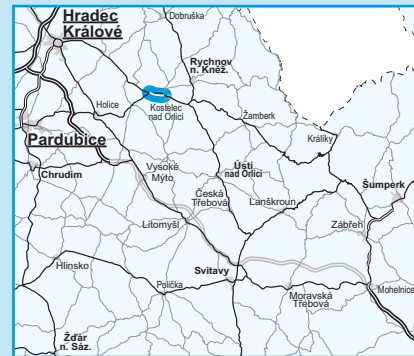 Hradec
Králové
Dobruška
Rychnov
n. Kněž.
Holice
Kostelec
nad Orlicí
Žamberk
Pardubice
Králíky
Chrudim
Vysoké
Mýto
Ústí
nad Orlicí
Šumperk
Česká
Třebová
Lanškroun
Litomyšl
Zábřeh
Hlinsko
Svitavy
Polička
Moravská
Třebová
Mohelnice
Žďár
n. Sáz.